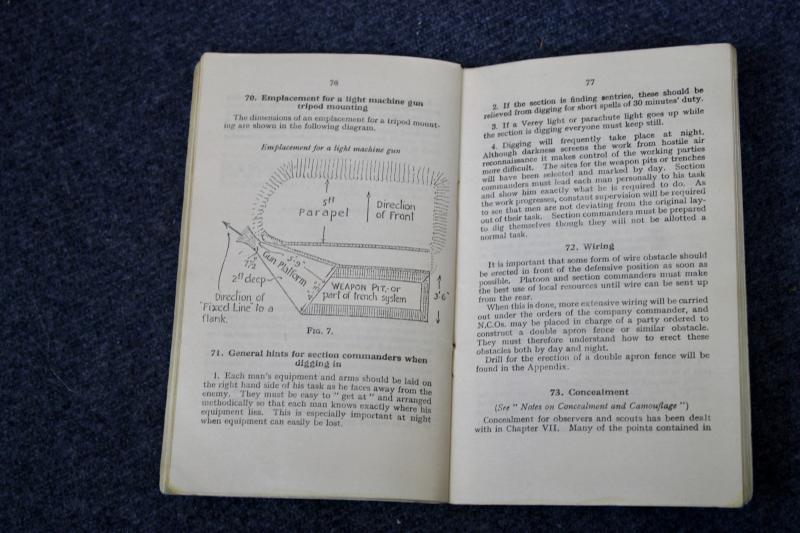 76
70. Emplacement for a light machine gun
tripod mounting
The dimensions of an emplacement for a tripod mount-
ing are shown in the following diagram.
Emplacement for a light machine gun
5ft
Parapel
Direction
of Front
5'-9"
1'½
Gun Platform
2ft deep
WEAPON PIT,-or
part of trench system
3'6"
Direction of
"Fixed Line" to a
flank.
FIG. 7.
71. General hints for section commanders when
digging in
1. Each man's equipment and arms should be laid on
the right hand side of his task as he faces away from the
enemy. They must be easy to " get at " and arranged
methodically so that each man knows exactly where his
equipment lies. This is especially important at night
when equipment can easily be lost.
77
2. If the section is finding sentries, these should be
relieved from digging for short spells of 30 minutes' duty.
3. If a Verey light or parachute light goes up while
the section is digging everyone must keep still.
4. Digging will frequently take place at night.
Although darkness screens the work from hostile air
reconnaissance it makes control of the working parties
more difficult. The sites for the weapon pits or trenches
will have been selected and marked by day. Section
commanders must lead each man personally to his task
and show him exactly what he is required to do. As
the work progresses, constant supervision will be required
to see that men are not deviating from the original lay-
out of their task. Section commanders must be prepared
to dig themselves though they will not be allotted a
normal task.
72. Wiring
It is important that some form of wire obstacle should
be erected in front of the defensive position as soon as
possible. Platoon and section commanders must make
the best use of local resources until wire can be sent up
from the rear.
When this is done, more extensive wiring will be carried
out under the orders of the company commander, and
N.C.Os. may be placed in charge of a party ordered to
construct a double apron fence or similar obstacle.
They must therefore understand how to erect these
obstacles both by day and night.
Drill for the erection of a double apron fence will be
found in the Appendix.
73. Concealment
(See " Notes on Concealment and Camouflage ")
Concealment for observers and scouts has been dealt
with in Chapter VII. Many of the points contained in